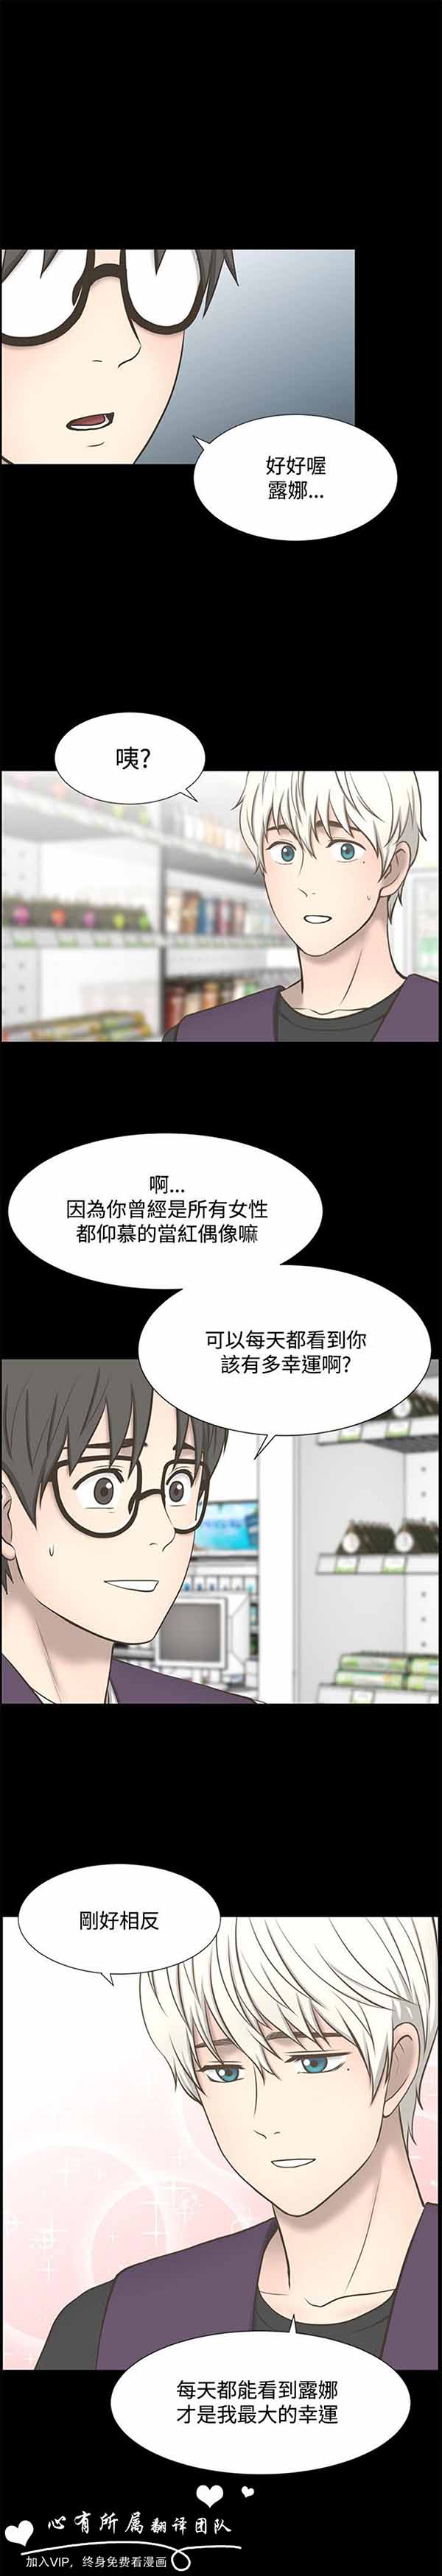 好好喔
露娜...
咦?
啊...
因為你曾經是所有女性
都仰慕的當紅偶像嘛
可以每天都看到你
該有多幸運啊?
剛好相反
每天都能看到露娜
才是我最大的幸運
心有所属翻译团队
加入VIP，终身免费看漫画